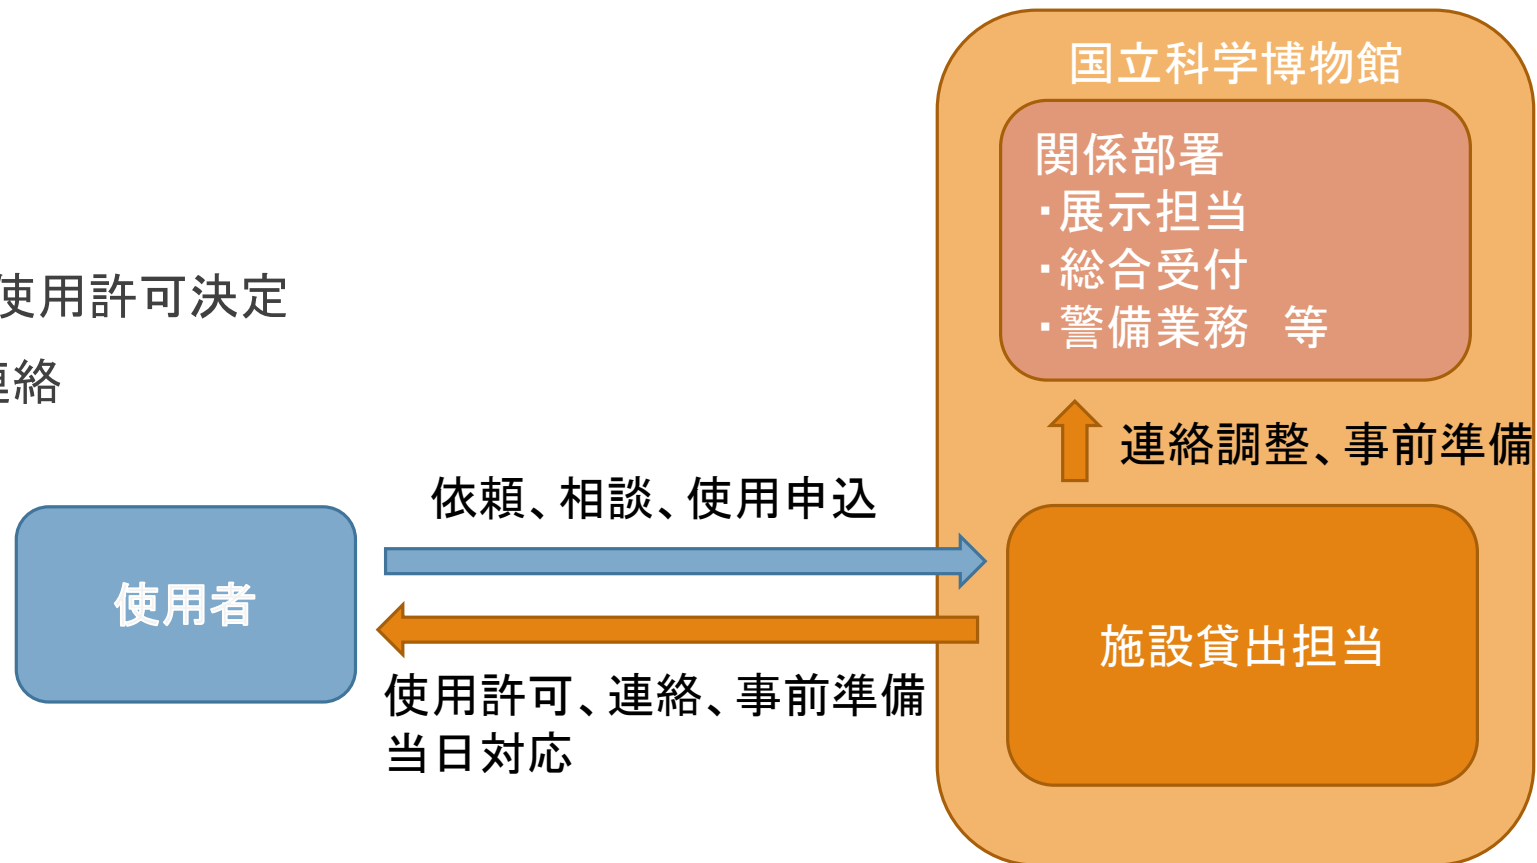 国立科学博物館
関係部署
・展示担当
・総合受付
・警備業務　等
使用許可決定
連絡
連絡調整、事前準備
依頼、相談、使用申込
使用者
施設貸出担当
使用許可、連絡、事前準備
当日対応